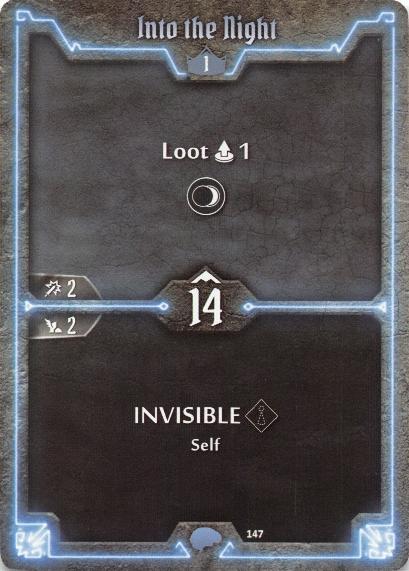 Into the Night
1
Loot 1
2
14
2
INVISIBLE
Self
147